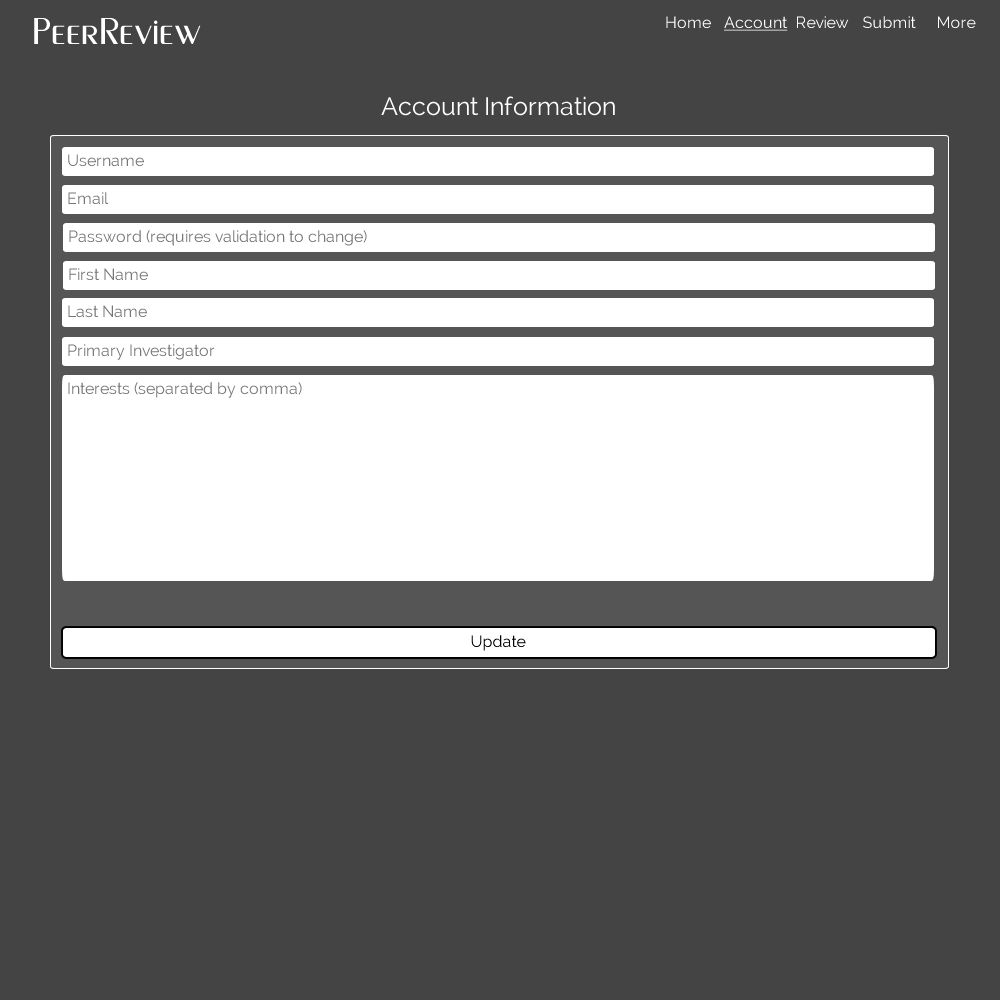 PeerReview
Home Account Review Submit More
Account Information
Username
Email
Password (requires validation to change)
First Name
Last Name
Primary Investigator
Interests (separated by comma)
Update